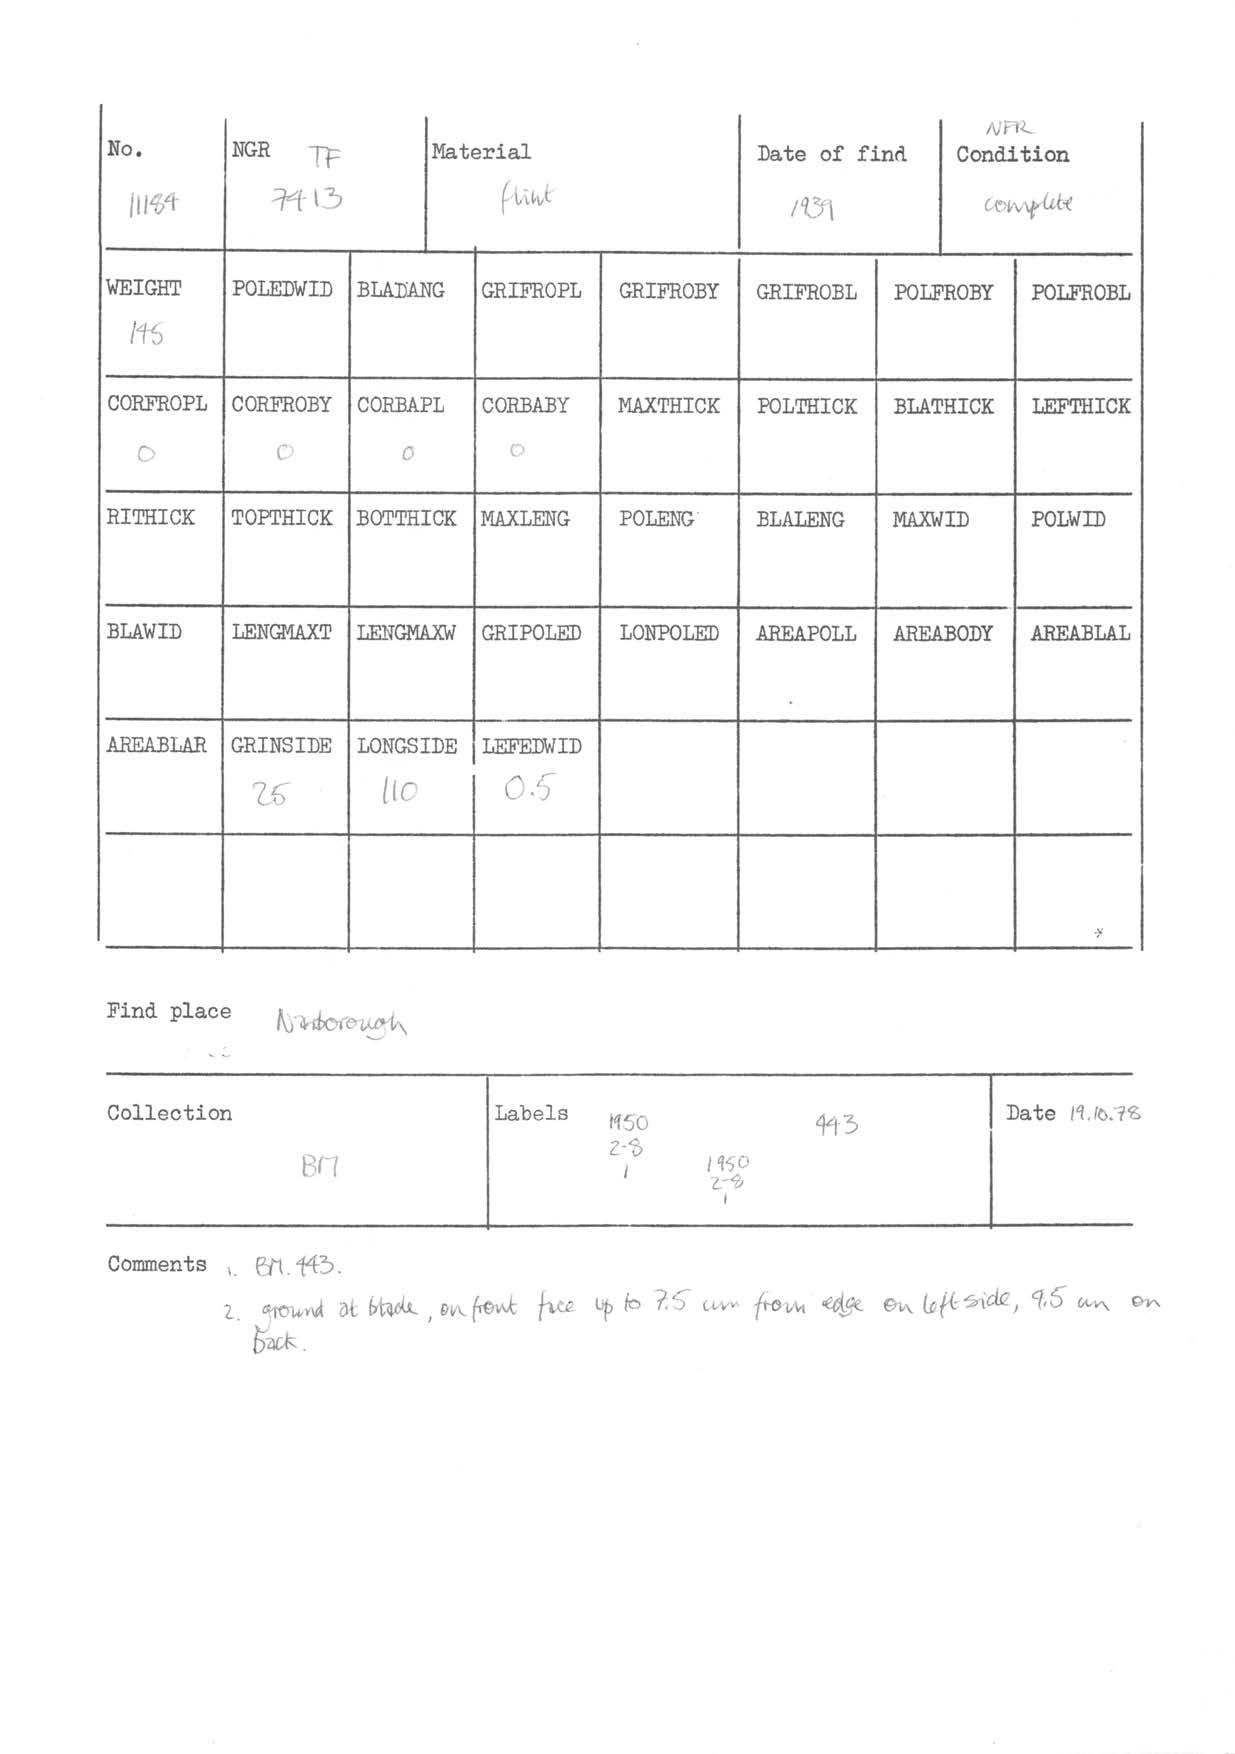 NFR
No. NGR TF Material Date of find Condition
11184 7413 flint 1939 complete
WEIGHT POLEDWID BLADANG GRIFROPL GRIFROBY GRIFROBL POLFROBY POLFROBL
145
CORFROPL CORFROBY CORBAPL CORBABY MAXTHICK POLTHICK BLATHICK LEFTHICK
0 0 0 0
RITHICK TOPTHICK BOTTHICK MAXLENG POLENG BLALENG MAXWID POLWID
BLAWID LENGMAXT LENGMAXW GRIPOLED LONPOLED AREAPOLL AREABODY AREABLAL
AREABLAR GRINSIDE LONGSIDE LEFEDWID
25 110 0.5
*
Find place Narborough
Collection Labels 1950 443 Date 19.10.78
2-8
BM 1 1950
2-8
1
Comments 1. BM.443.
2. ground at blade, on front face up to 7.5 cm from edge on left side, 9.5 cm on
back.